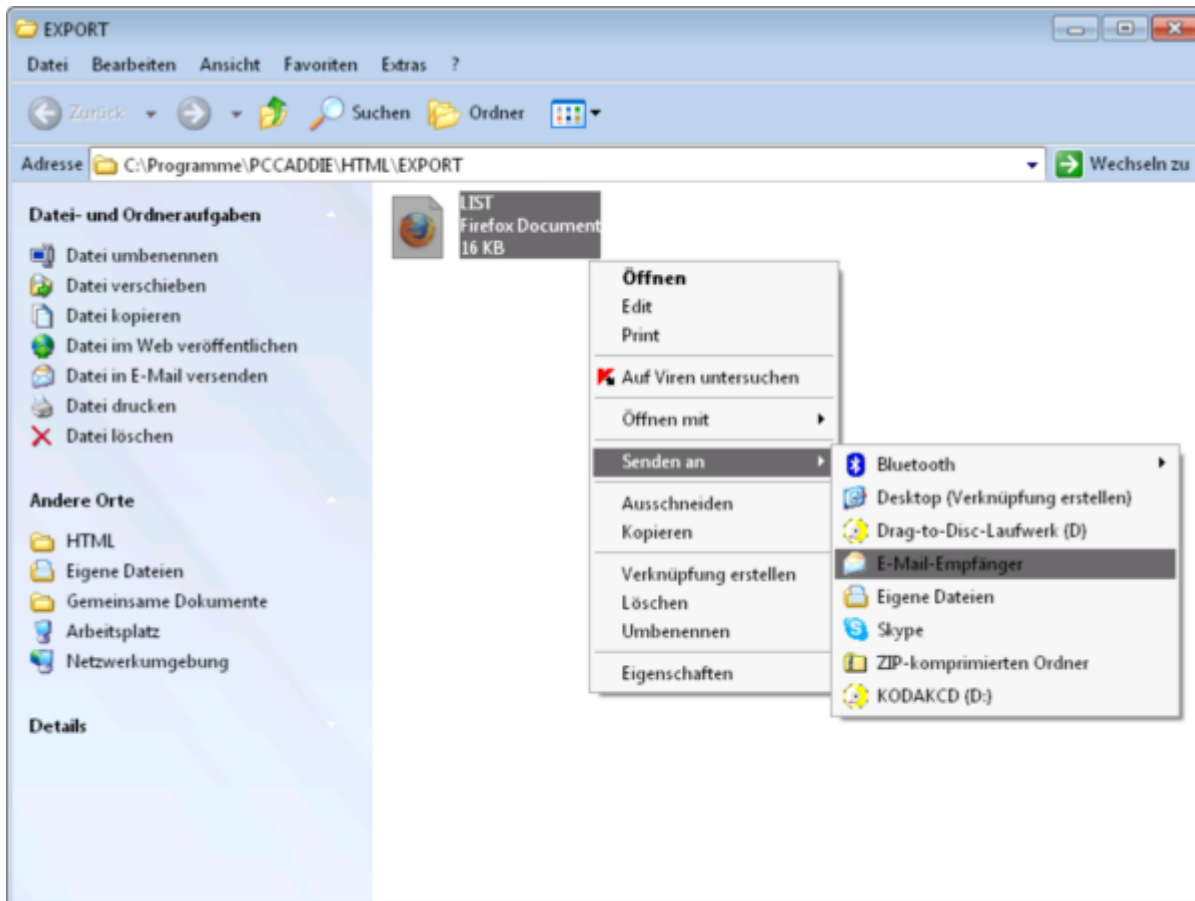 EXPORT
Datei Bearbeiten Ansicht Favoriten Extras ?
Zurück Suchen Ordner
Adresse C:\Programme\PCCADDIE\HTML\EXPORT Wechseln zu
Datei- und Ordneraufgaben
Datei umbenennen
Datei verschieben
Datei kopieren
Datei im Web veröffentlichen
Datei in E-Mail versenden
Datei drucken
Datei löschen
Andere Orte
HTML
Eigene Dateien
Gemeinsame Dokumente
Arbeitsplatz
Netzwerkumgebung
Details
LIST
Firefox Document
16 KB
Öffnen
Edit
Print
Auf Viren untersuchen
Öffnen mit
Senden an
Ausschneiden
Kopieren
Verknüpfung erstellen
Löschen
Umbenennen
Eigenschaften
Bluetooth
Desktop (Verknüpfung erstellen)
Drag-to-Disc-Laufwerk (D)
E-Mail-Empfänger
Eigene Dateien
Skype
ZIP-komprimierten Ordner
KODAKCD (D:)